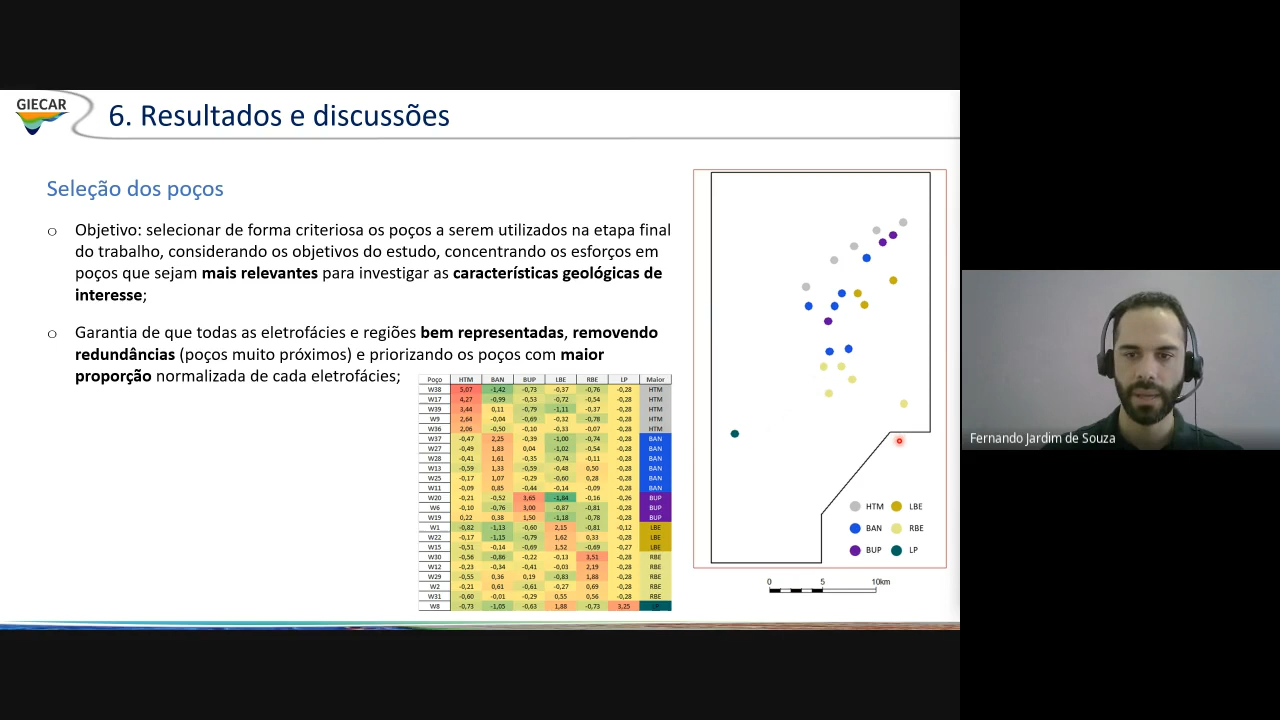 GIECAR
6. Resultados e discussões
Seleção dos poços
o Objetivo: selecionar de forma criteriosa os poços a serem utilizados na etapa final
do trabalho, considerando os objetivos do estudo, concentrando os esforços em
poços que sejam mais relevantes para investigar as características geológicas de
interesse;
o Garantia de que todas as eletrofácies e regiões bem representadas, removendo
redundâncias (poços muito próximos) e priorizando os poços com maior
proporção normalizada de cada eletrofácies;
Poço HTM BAN BUP LBE RBE LP Maior
W38 5,07 -1,42 -0,73 -0,37 -0,76 -0,28 HTM
W17 4,27 -0,99 -0,53 -0,72 -0,54 -0,28 HTM
W39 3,44 0,11 -0,79 -1,11 -0,37 -0,28 HTM
W9 2,64 -0,04 -0,69 -0,32 -0,78 -0,28 HTM
W36 2,06 -0,50 -0,10 -0,33 -0,07 -0,28 HTM
W37 -0,47 2,25 -0,39 -1,00 -0,74 -0,28 BAN
W27 -0,49 1,83 0,04 -1,02 -0,54 -0,28 BAN
W28 -0,41 1,61 -0,35 -0,74 -0,11 -0,28 BAN
W13 -0,59 1,33 -0,59 -0,48 0,50 -0,28 BAN
W25 -0,17 1,07 -0,29 -0,60 0,28 -0,28 BAN
W11 -0,09 0,85 -0,44 -0,14 -0,09 -0,28 BAN
W20 -0,21 -0,52 3,65 -1,84 -0,16 -0,26 BUP
W6 -0,10 -0,76 3,00 -0,87 -0,81 -0,28 BUP
W19 0,22 0,38 1,50 -1,18 -0,78 -0,28 BUP
W1 -0,82 -1,13 -0,60 2,15 -0,81 -0,12 LBE
W22 -0,17 -1,15 -0,79 1,62 0,33 -0,28 LBE
W15 -0,51 -0,14 -0,69 1,52 -0,69 -0,27 LBE
W30 -0,56 -0,86 -0,22 -0,13 3,51 -0,28 RBE
W12 -0,23 -0,34 -0,41 -0,03 2,19 -0,28 RBE
W29 -0,55 0,36 0,19 -0,83 1,88 -0,28 RBE
W2 -0,21 0,61 -0,61 -0,27 0,69 -0,28 RBE
W31 -0,60 -0,01 -0,29 0,55 0,56 -0,28 RBE
W8 -0,73 -1,05 -0,63 1,88 -0,73 3,25
HTM LBE
BAN RBE
BUP LP
0 5 10km
Fernando Jardim de Souza